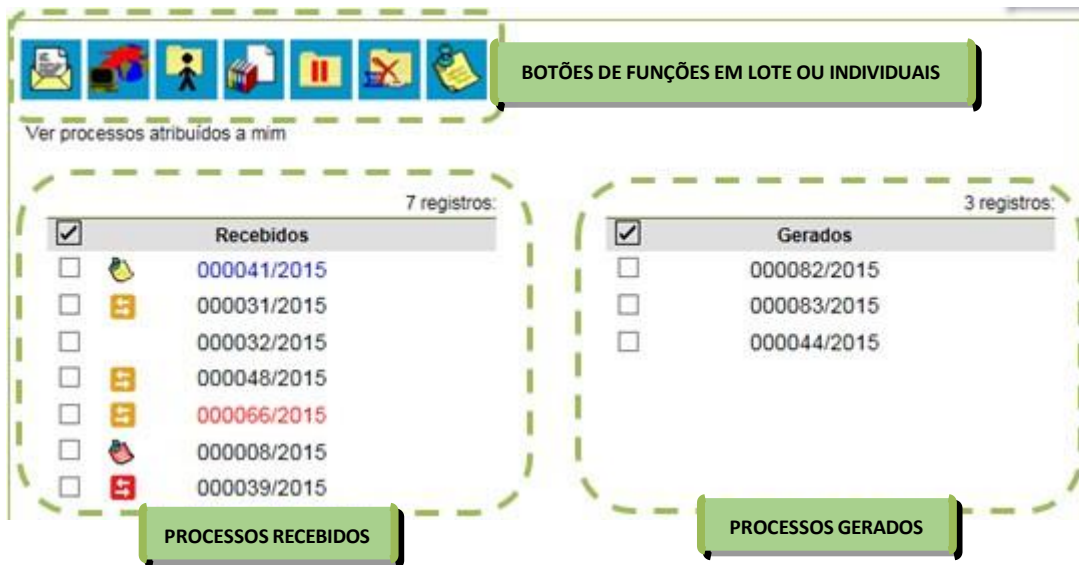 BOTÕES DE FUNÇÕES EM LOTE OU INDIVIDUAIS
Ver processos atribuídos a mim
7 registros:
Recebidos
000041/2015
000031/2015
000032/2015
000048/2015
000066/2015
000008/2015
000039/2015
PROCESSOS RECEBIDOS
3 registros:
Gerados
000082/2015
000083/2015
000044/2015
PROCESSOS GERADOS